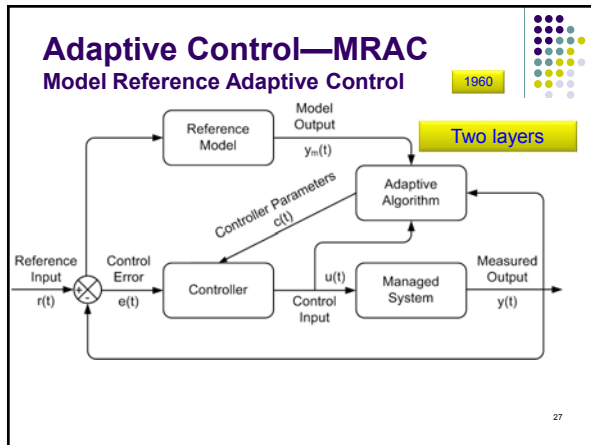 Adaptive Control—MRAC
Model Reference Adaptive Control
1960
Two layers
Reference
Model
Model
Output
yₘ(t)
Adaptive
Algorithm
Controller Parameters
c(t)
Reference
Input
r(t)
+
-
Control
Error
e(t)
Controller
u(t)
Control
Input
Managed
System
Measured
Output
y(t)
27